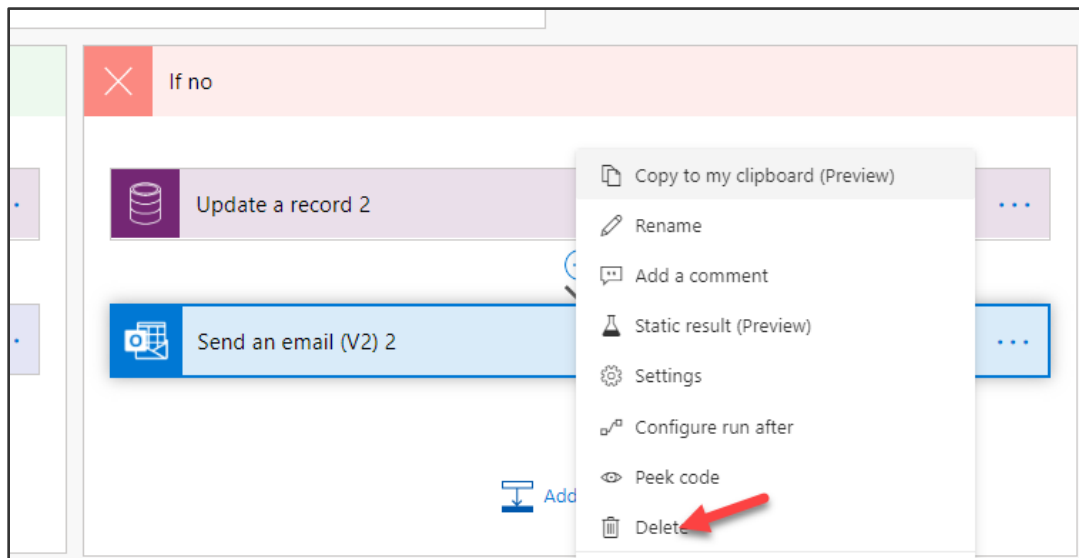 If no
Update a record 2
Send an email (V2) 2
Copy to my clipboard (Preview)
Rename
Add a comment
Static result (Preview)
Settings
Configure run after
Peek code
Delete
Add